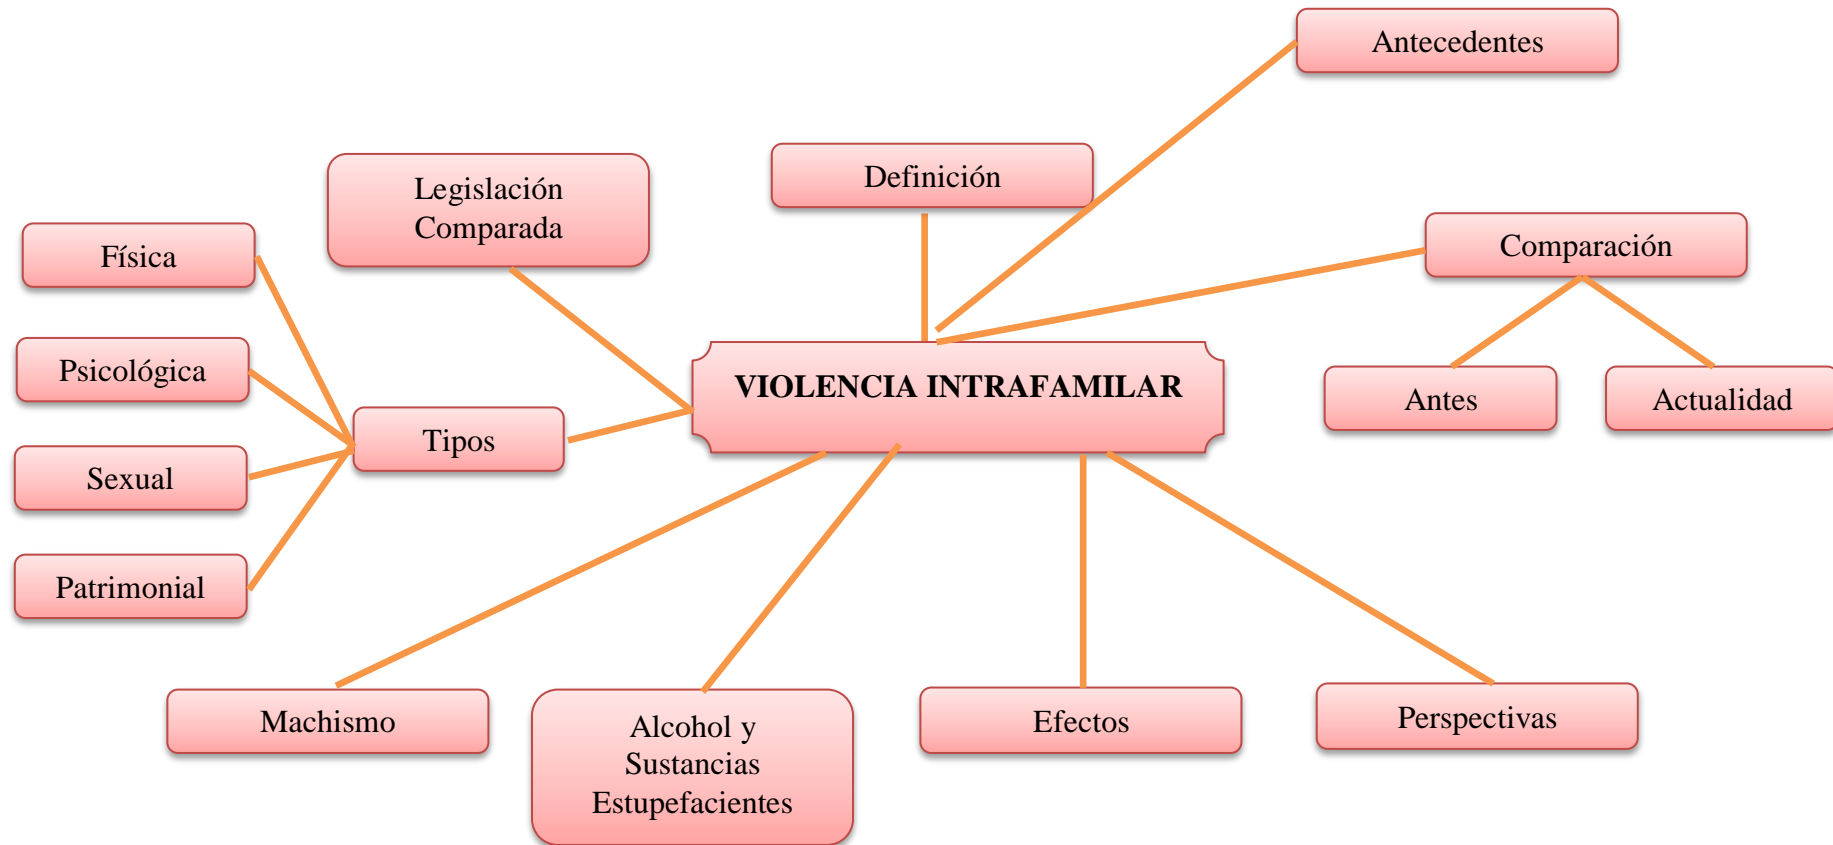 Antecedentes
Definición
Legislación
Comparada
Comparación
Física
Psicológica
VIOLENCIA INTRAFAMILAR
Antes
Actualidad
Tipos
Sexual
Patrimonial
Machismo
Alcohol y
Sustancias
Estupefacientes
Efectos
Perspectivas